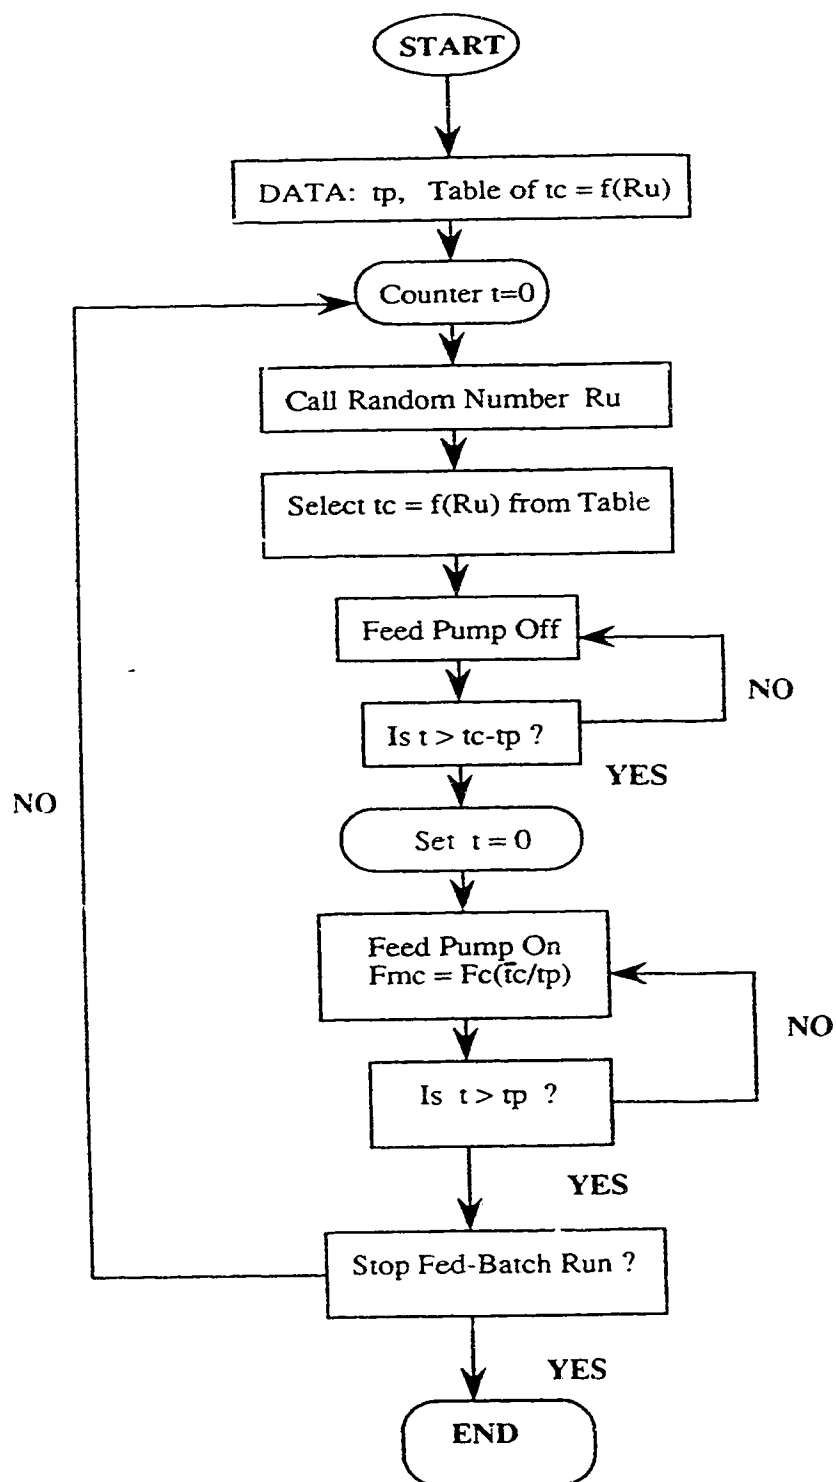 START
DATA: tp, Table of tc = f(Ru)
Counter t=0
Call Random Number Ru
Select tc = f(Ru) from Table
Feed Pump Off
NO
Is t > tc-tp ?
YES
NO
Set t = 0
Feed Pump On
Fmc = Fc(t̄c/tp)
NO
Is t > tp ?
YES
Stop Fed-Batch Run ?
YES
END